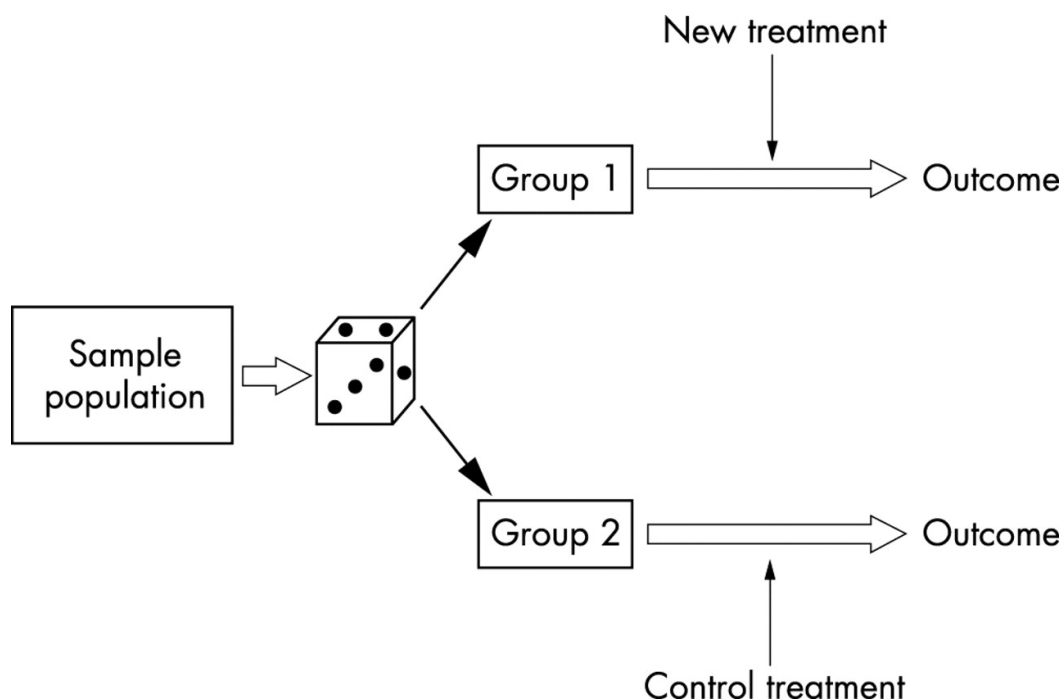 New treatment
Group 1
Outcome
Sample
population
Group 2
Outcome
Control treatment